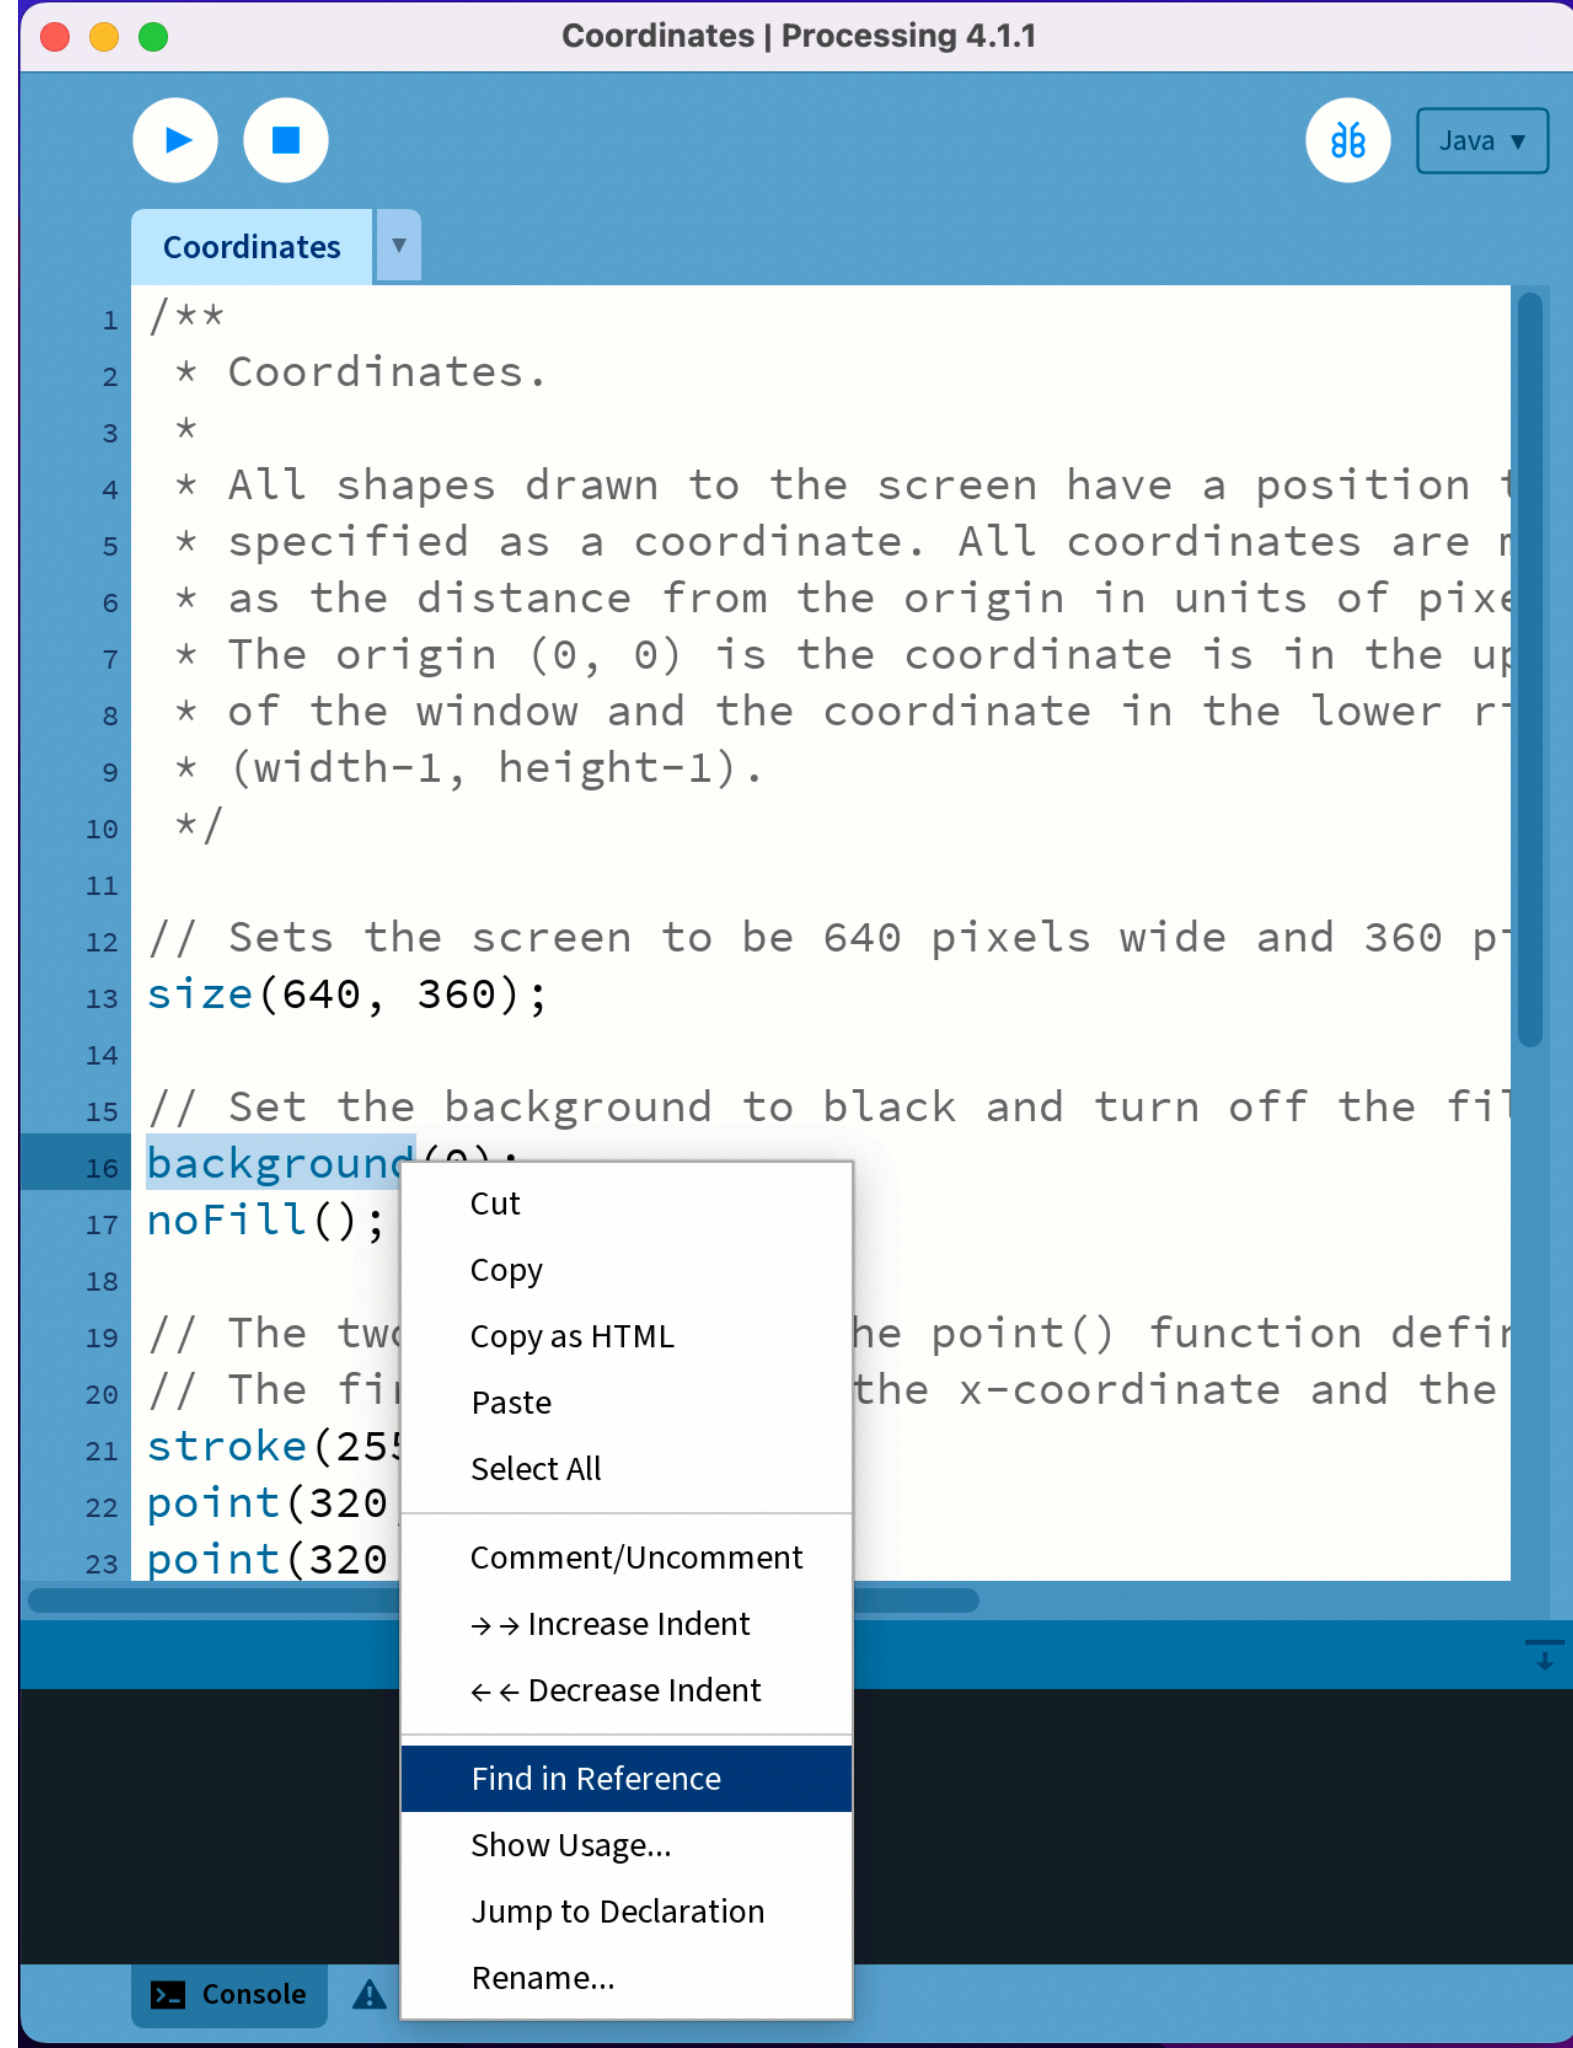 Coordinates | Processing 4.1.1
Java ▼
Coordinates ▼
1 /**
2 * Coordinates.
3 *
4 * All shapes drawn to the screen have a position
5 * specified as a coordinate. All coordinates are
6 * as the distance from the origin in units of
7 * The origin (0, 0) is the coordinate is in the
8 * of the window and the coordinate in the lower
9 * (width-1, height-1).
10 */
11
12 // Sets the screen to be 640 pixels wide and 360
13 size(640, 360);
14
15 // Set the background to black and turn off the
16 background(0);
17 noFill();
18
19 // The he point() function
20 // The the x-coordinate and the
21 stroke(255
22 point(320
23 point(320
Cut
Copy
Copy as HTML
Paste
Select All
Comment/Uncomment
→→ Increase Indent
←← Decrease Indent
Find in Reference
Show Usage...
Jump to Declaration
Rename...
Console